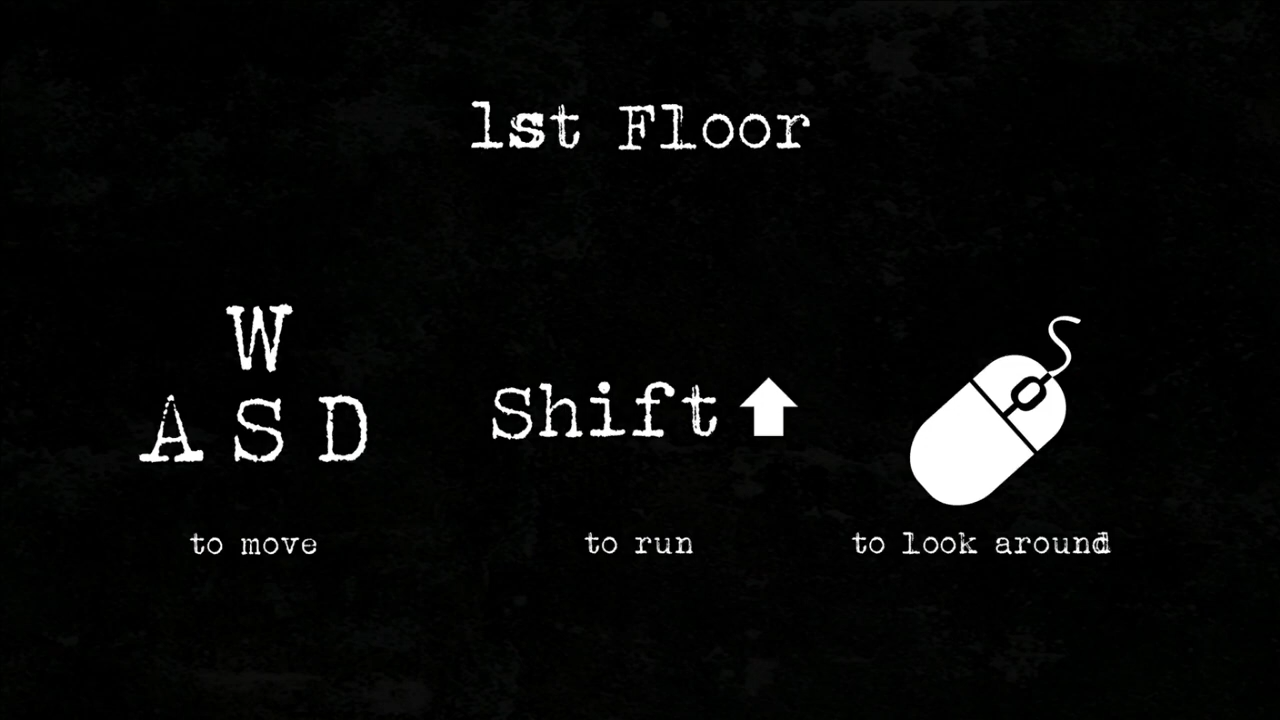 1st Floor
W
A S D
Shift
to move
to run
to look around